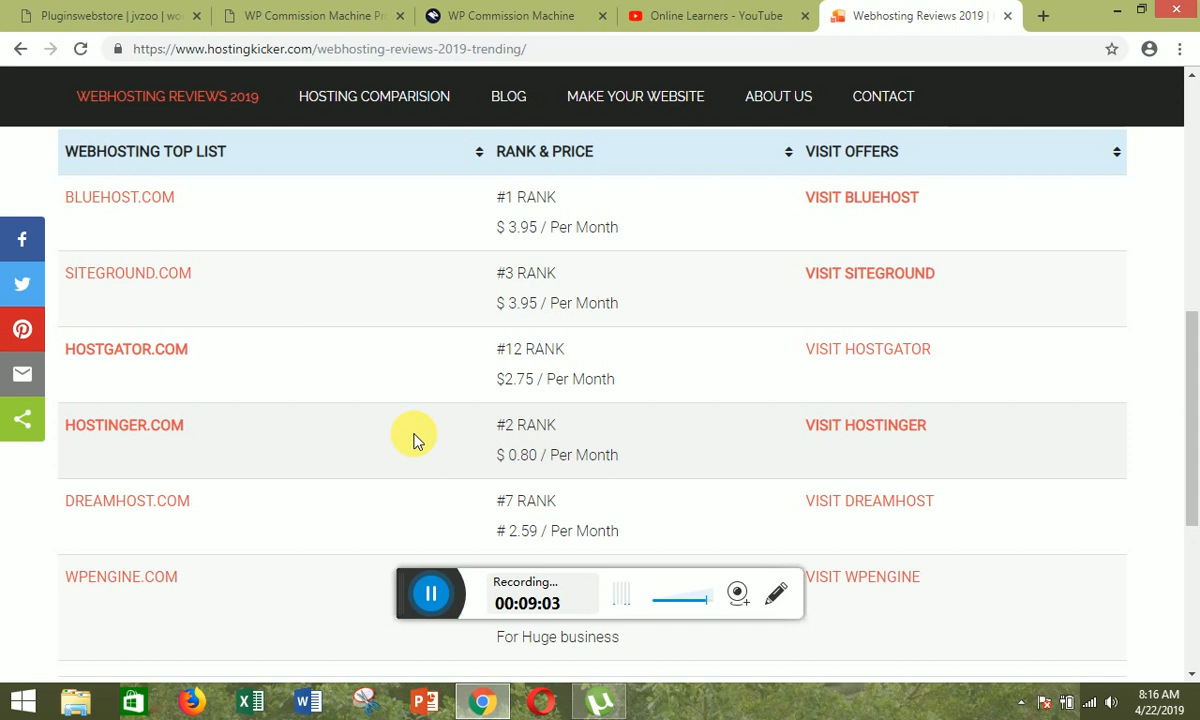 Pluginswebstore | jvzoo | wo
WP Commission Machine Pr
WP Commission Machine
Online Learners - YouTube
Webhosting Reviews 2019 |
https://www.hostingkicker.com/webhosting-reviews-2019-trending/
WEBHOSTING REVIEWS 2019 HOSTING COMPARISION BLOG MAKE YOUR WEBSITE ABOUT US CONTACT
WEBHOSTING TOP LIST RANK & PRICE VISIT OFFERS
BLUEHOST.COM #1 RANK VISIT BLUEHOST
$ 3.95 / Per Month
SITEGROUND.COM #3 RANK VISIT SITEGROUND
$ 3.95 / Per Month
HOSTGATOR.COM #12 RANK VISIT HOSTGATOR
$2.75 / Per Month
HOSTINGER.COM #2 RANK VISIT HOSTINGER
$ 0.80 / Per Month
DREAMHOST.COM #7 RANK VISIT DREAMHOST
# 2.59 / Per Month
WPENGINE.COM VISIT WPENGINE
Recording...
00:09:03
For Huge business
8:16 AM
4/22/2019